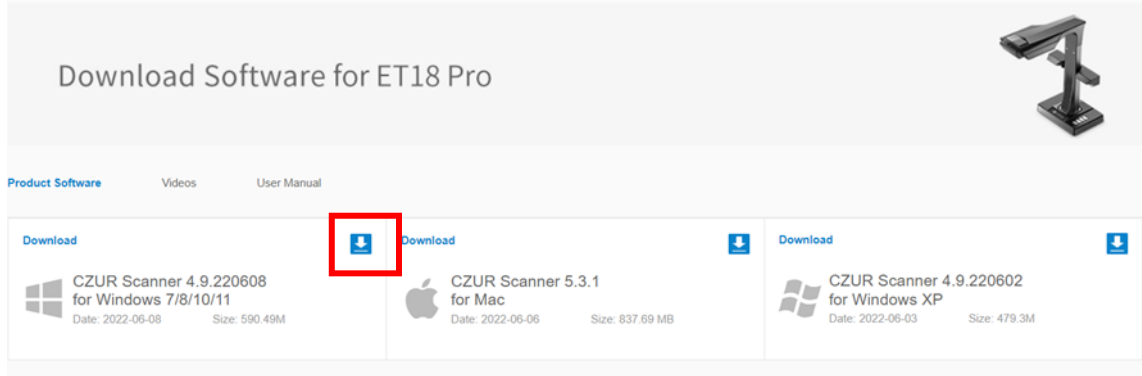 Download Software for ET18 Pro
Product Software Videos User Manual
Download
CZUR Scanner 4.9.220608
for Windows 7/8/10/11
Date: 2022-06-08 Size: 590.49M
Download
CZUR Scanner 5.3.1
for Mac
Date: 2022-06-06 Size: 837.69 MB
Download
CZUR Scanner 4.9.220602
for Windows XP
Date: 2022-06-03 Size: 479.3M